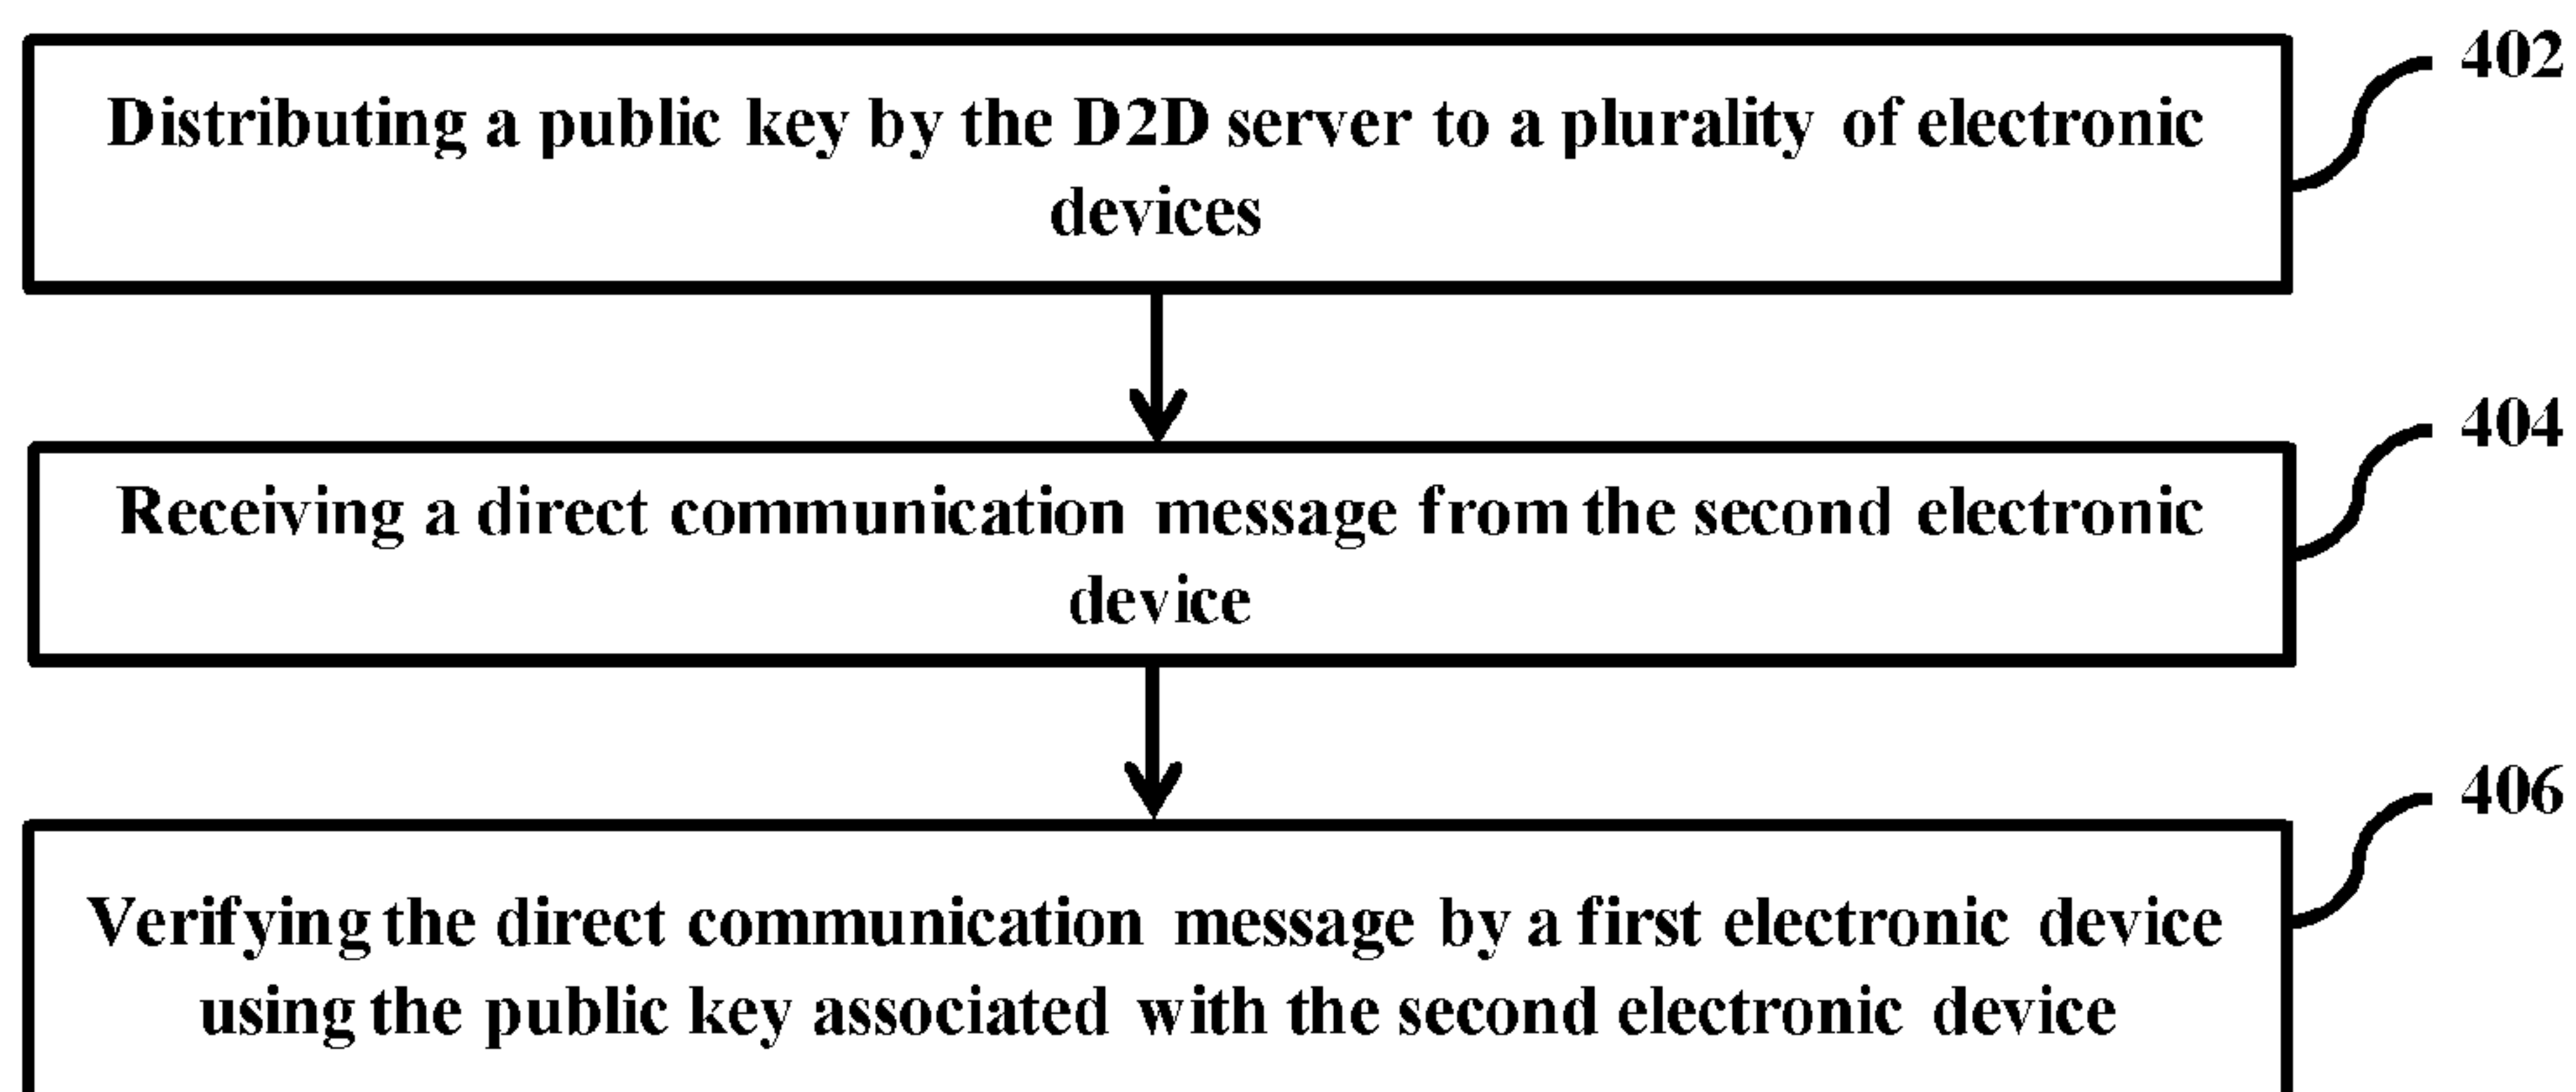 Distributing a public key by the D2D server to a plurality of electronic
devices
402
Receiving a direct communication message from the second electronic
device
404
Verifying the direct communication message by a first electronic device
using the public key associated with the second electronic device
406